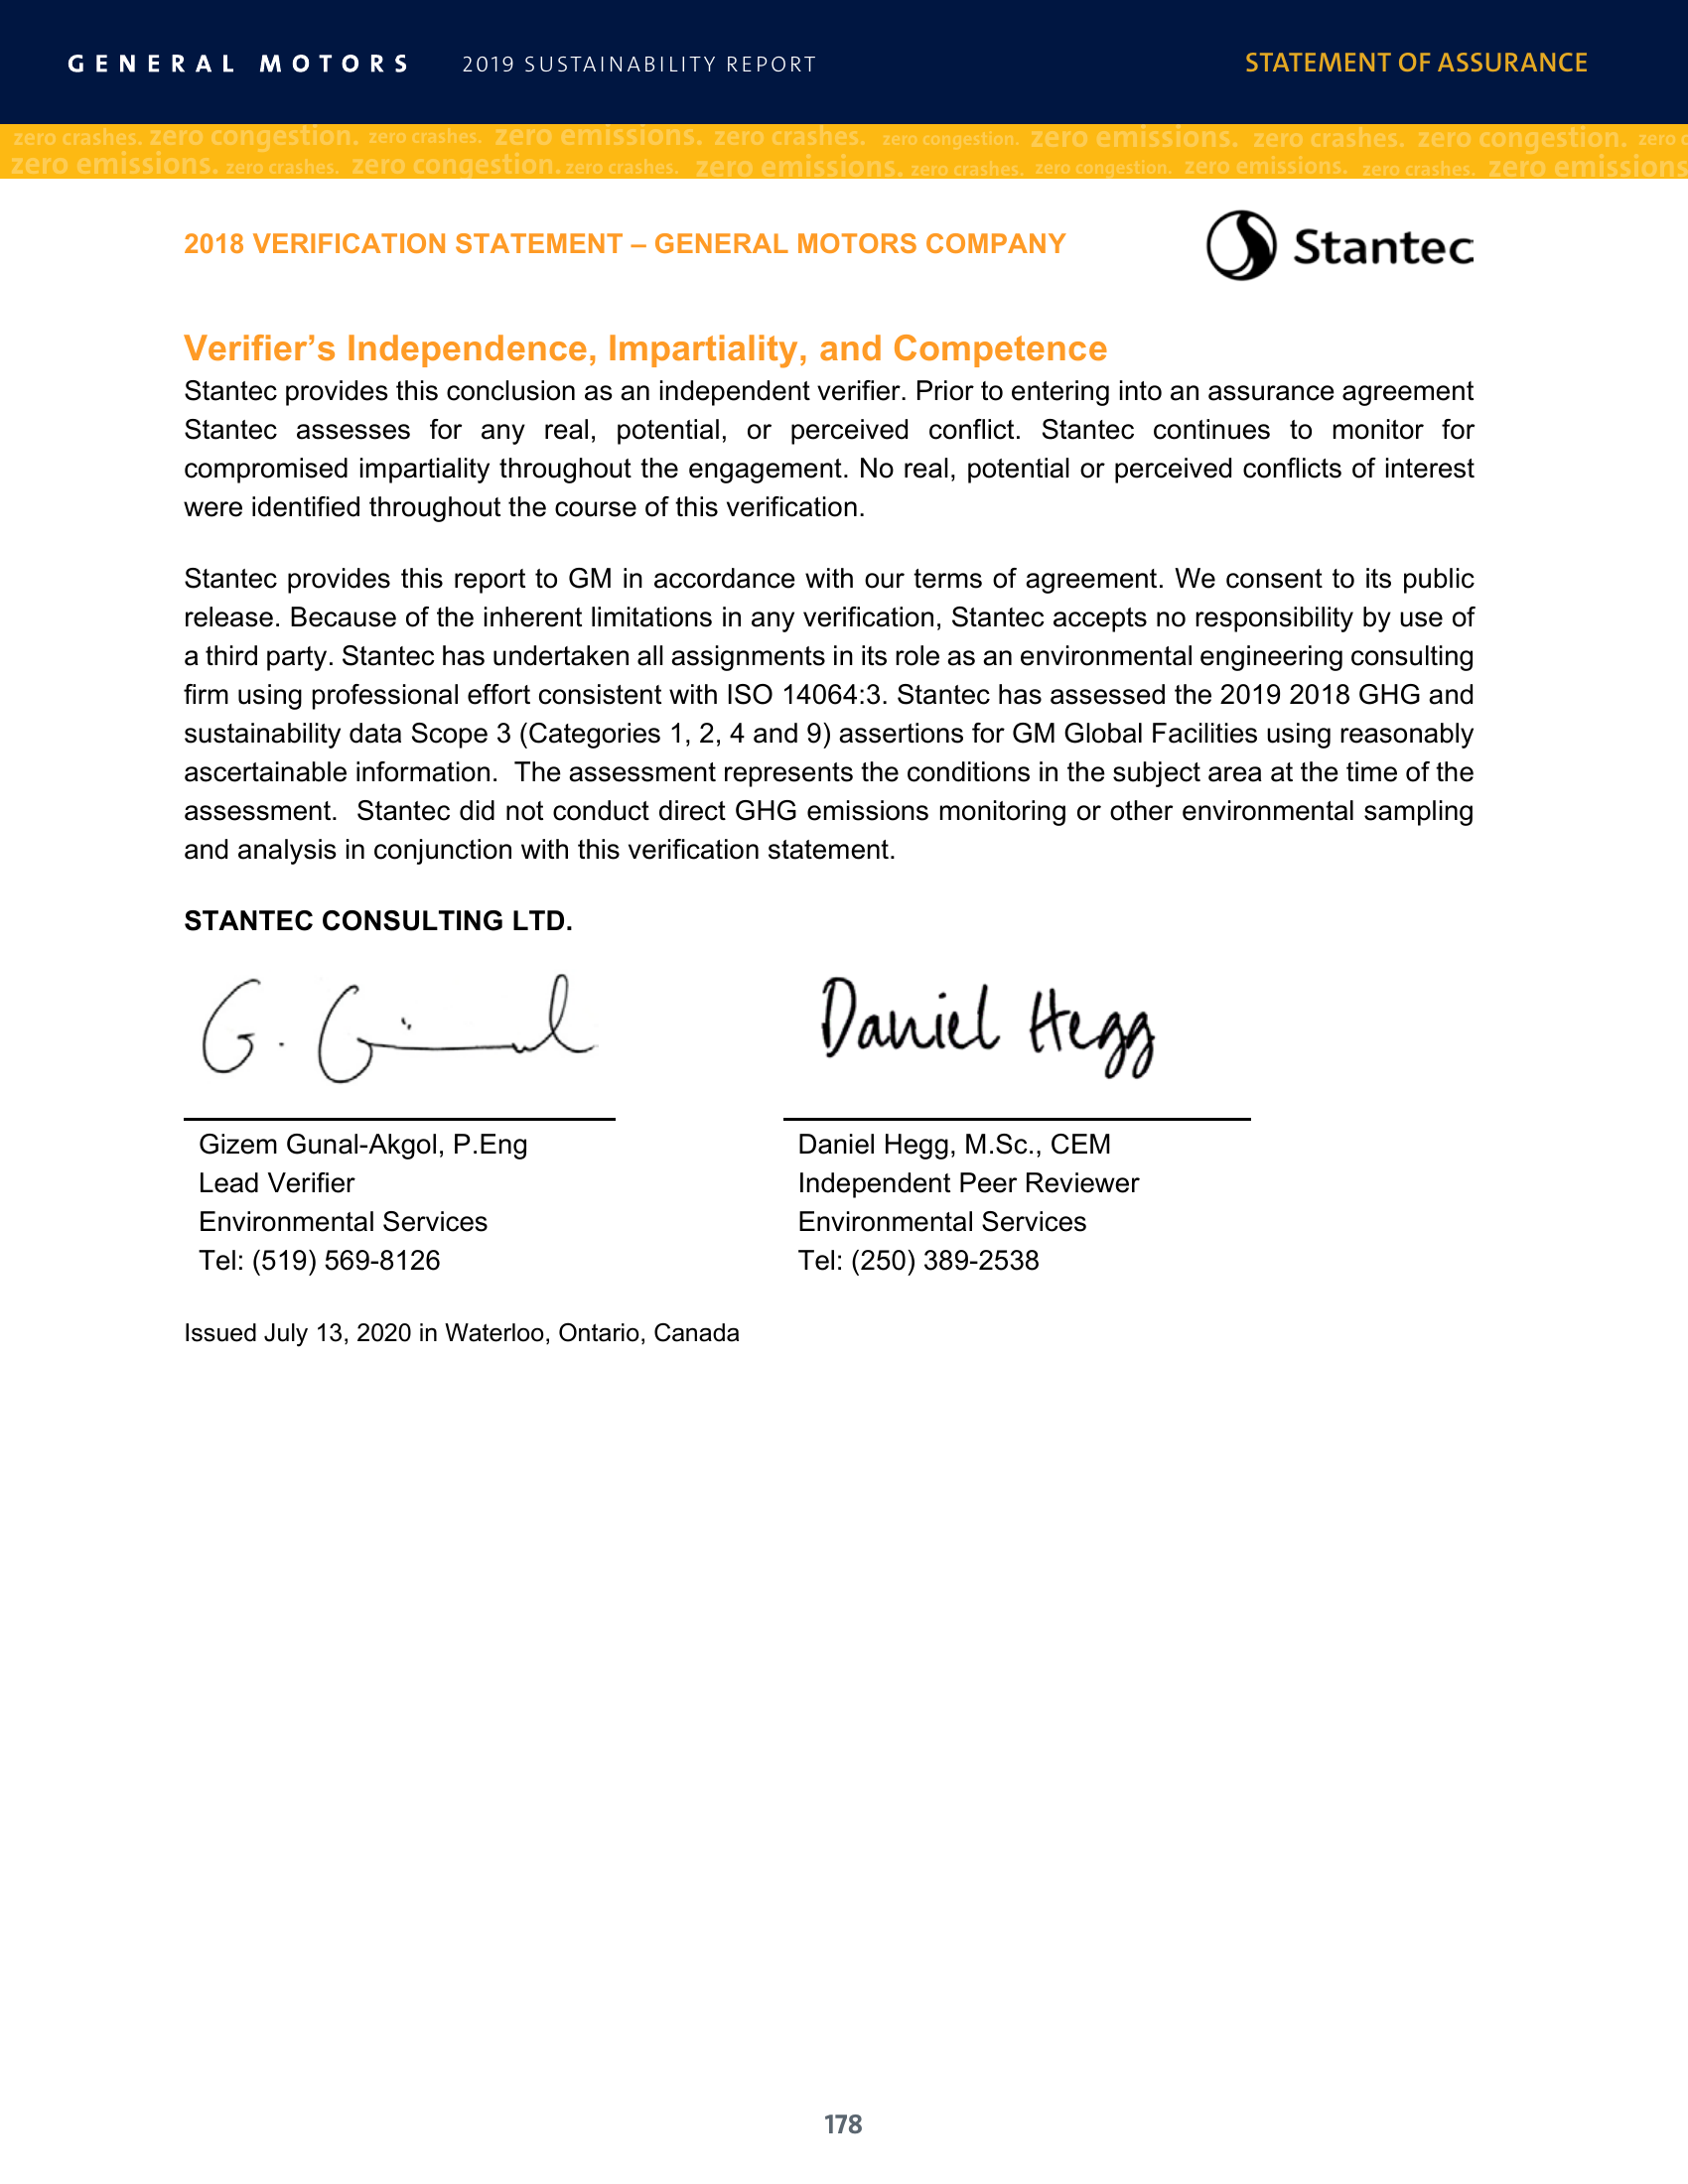 GENERAL MOTORS 2019 SUSTAINABILITY REPORT STATEMENT OF ASSURANCE
zero crashes. zero congestion. zero crashes. zero emissions. zero crashes. zero congestion. zero emissions. zero crashes. zero congestion. zero c
zero emissions. zero crashes. zero congestion. zero crashes. zero emissions. zero crashes. zero congestion. zero emissions. zero crashes. zero emissions
2018 VERIFICATION STATEMENT – GENERAL MOTORS COMPANY
Stantec
Verifier’s Independence, Impartiality, and Competence
Stantec provides this conclusion as an independent verifier. Prior to entering into an assurance agreement
Stantec assesses for any real, potential, or perceived conflict. Stantec continues to monitor for
compromised impartiality throughout the engagement. No real, potential or perceived conflicts of interest
were identified throughout the course of this verification.
Stantec provides this report to GM in accordance with our terms of agreement. We consent to its public
release. Because of the inherent limitations in any verification, Stantec accepts no responsibility by use of
a third party. Stantec has undertaken all assignments in its role as an environmental engineering consulting
firm using professional effort consistent with ISO 14064:3. Stantec has assessed the 2019 2018 GHG and
sustainability data Scope 3 (Categories 1, 2, 4 and 9) assertions for GM Global Facilities using reasonably
ascertainable information. The assessment represents the conditions in the subject area at the time of the
assessment. Stantec did not conduct direct GHG emissions monitoring or other environmental sampling
and analysis in conjunction with this verification statement.
STANTEC CONSULTING LTD.
G.
Daniel Hegg
Gizem Gunal-Akgol, P.Eng
Lead Verifier
Environmental Services
Tel: (519) 569-8126
Daniel Hegg, M.Sc., CEM
Independent Peer Reviewer
Environmental Services
Tel: (250) 389-2538
Issued July 13, 2020 in Waterloo, Ontario, Canada
178